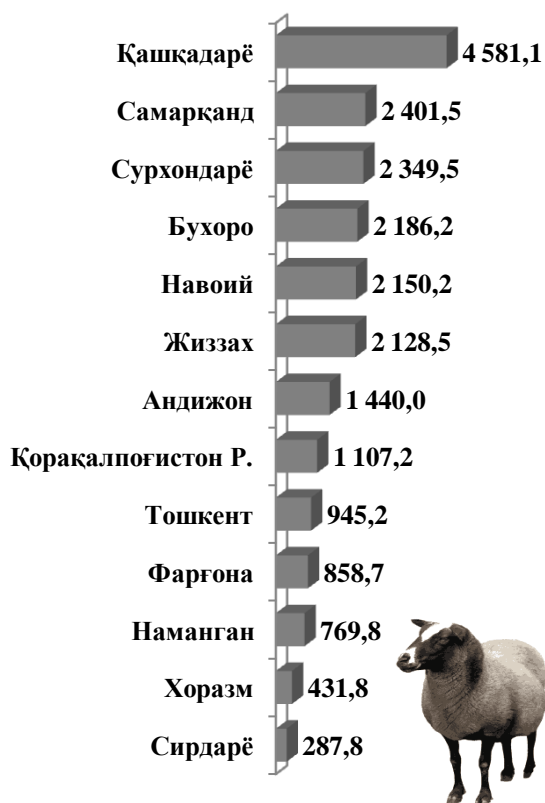 Қашқадарё 4 581,1
Самарқанд 2 401,5
Сурхондарё 2 349,5
Бухоро 2 186,2
Навоий 2 150,2
Жиззах 2 128,5
Андижон 1 440,0
Қорақалпоғистон Р. 1 107,2
Тошкент 945,2
Фарғона 858,7
Наманган 769,8
Хоразм 431,8
Сирдарё 287,8